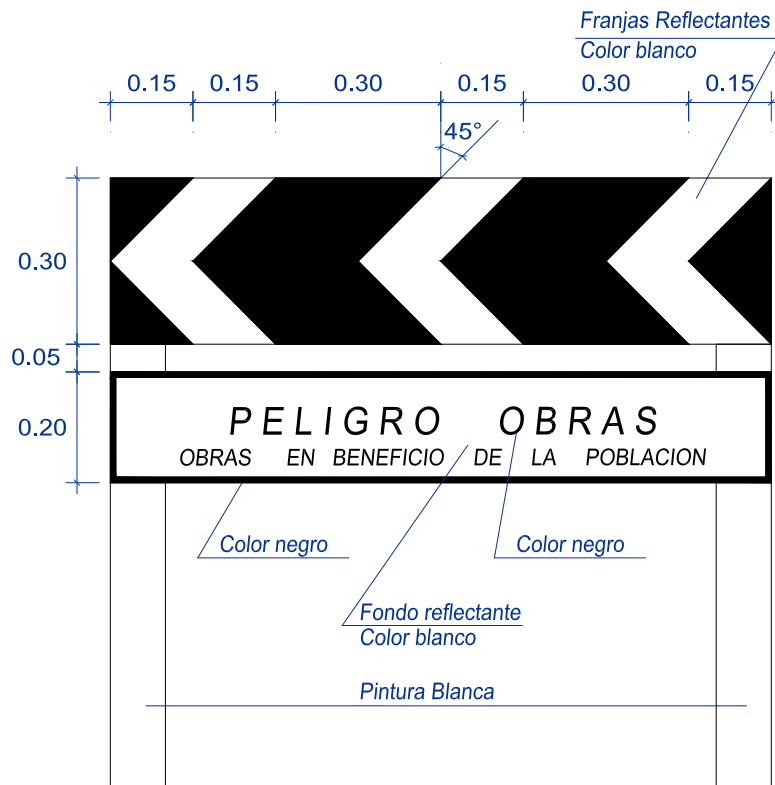 Franjas Reflectantes
Color blanco
0.15 0.15 0.30 0.15 0.30 0.15
45°
0.30
0.05
0.20
PELIGRO OBRAS
OBRAS EN BENEFICIO DE LA POBLACION
Color negro
Color negro
Fondo reflectante
Color blanco
Pintura Blanca